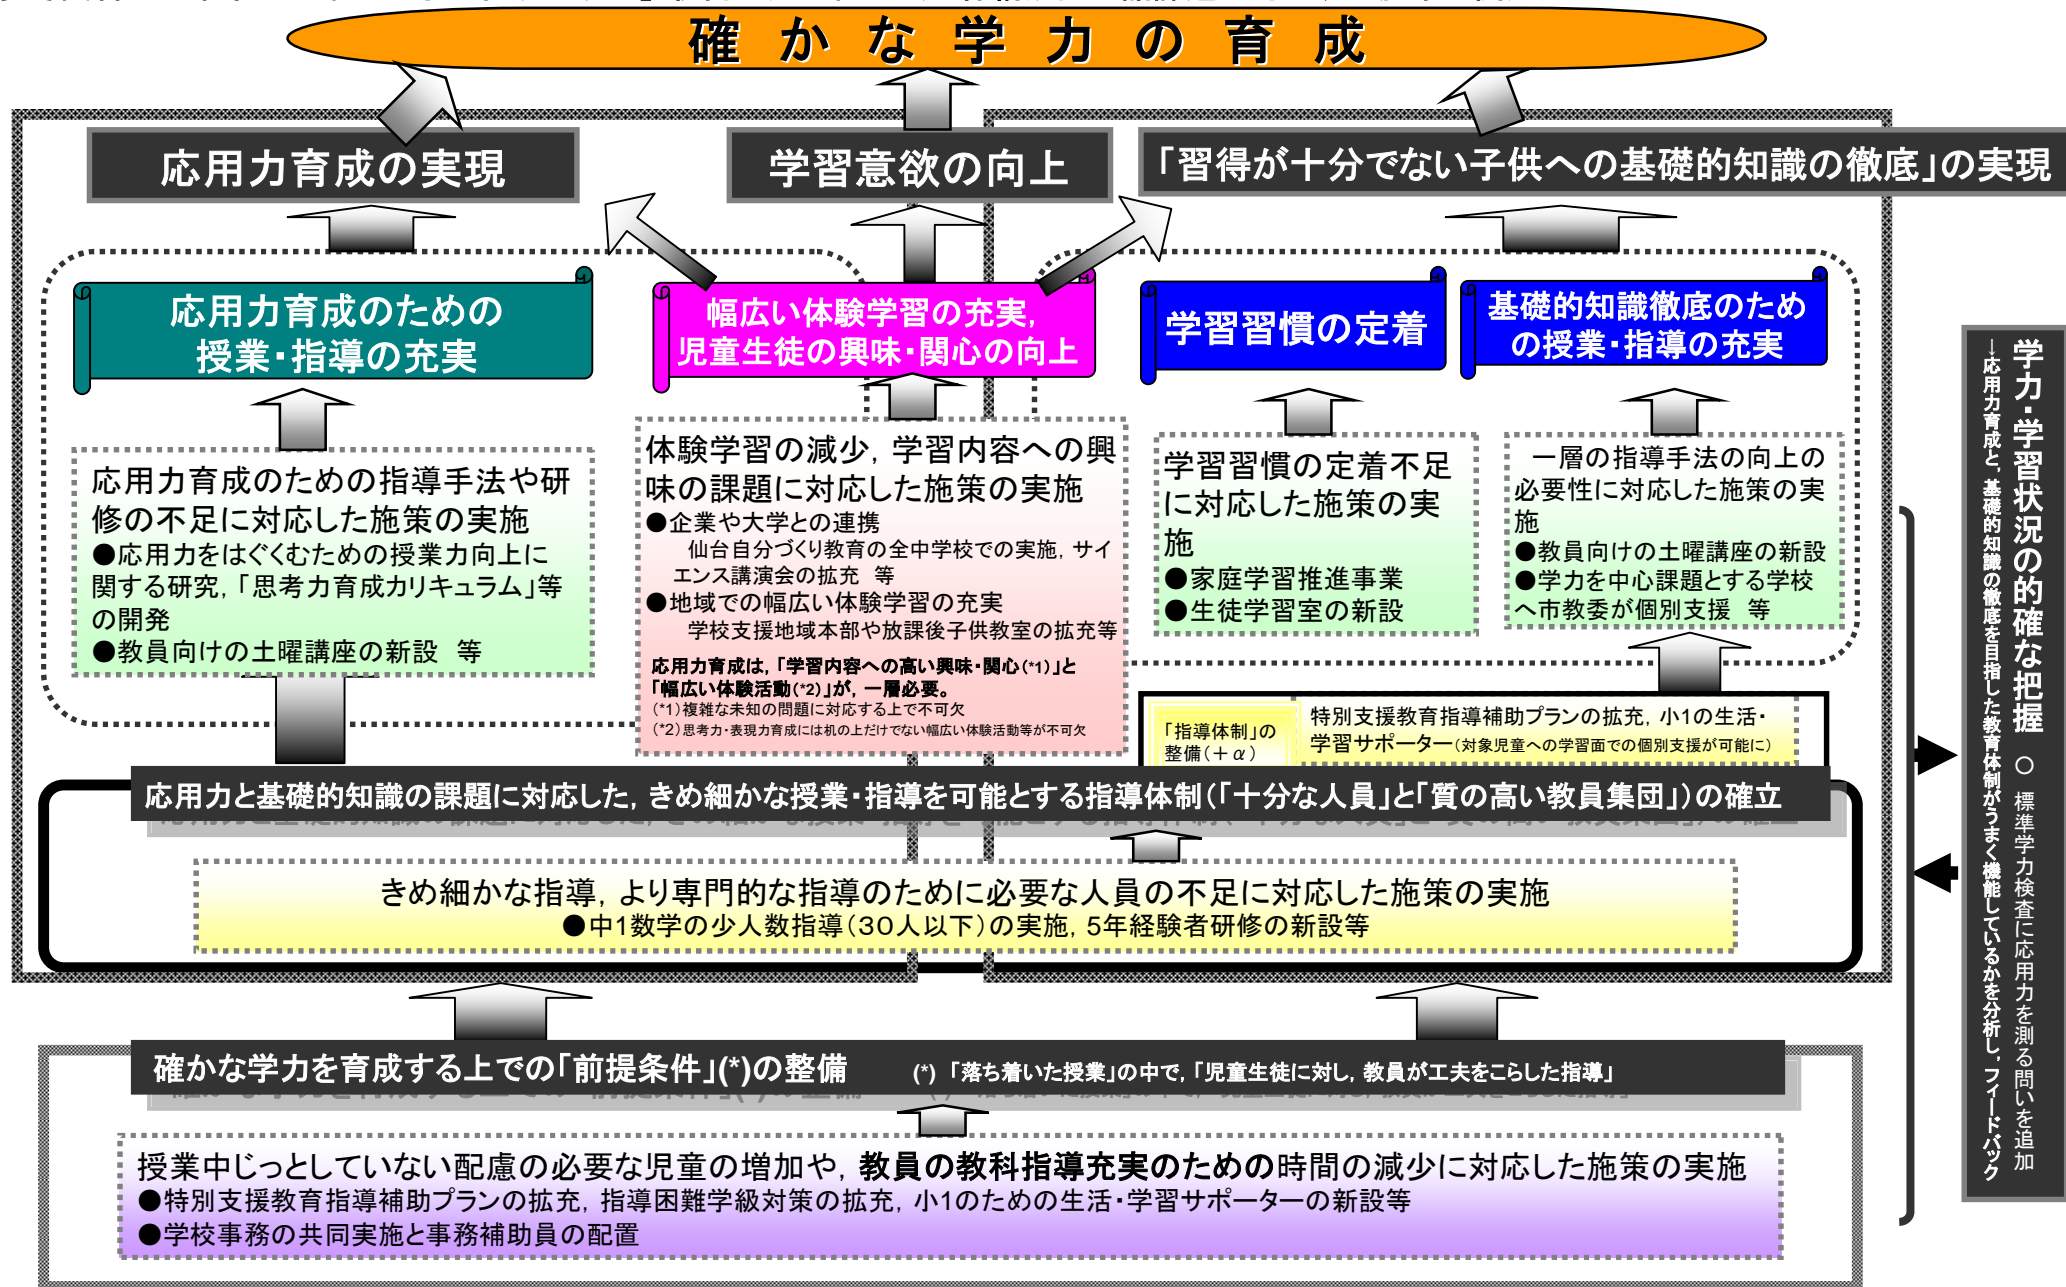 確かな学力の育成
応用力育成の実現
学習意欲の向上
「習得が十分でない子供への基礎的知識の徹底」の実現
応用力育成のための
授業・指導の充実
幅広い体験学習の充実，
児童生徒の興味・関心の向上
学習習慣の定着
基礎的知識徹底のため
の授業・指導の充実
応用力育成のための指導手法や研
修の不足に対応した施策の実施
●応用力をはぐくむための授業力向上に
関する研究，「思考力育成カリキュラム」等
の開発
●教員向けの土曜講座の新設　等
体験学習の減少，学習内容への興
味の課題に対応した施策の実施
●企業や大学との連携
仙台自分づくり教育の全中学校での実施，サイ
エンス講演会の拡充　等
●地域での幅広い体験学習の充実
学校支援地域本部や放課後子供教室の拡充等
応用力育成は，「学習内容への高い興味・関心(*1)」と
「幅広い体験活動(*2)」が，一層必要。
(*1)複雑な未知の問題に対応する上で不可欠
(*2)思考力・表現力育成には机の上だけでない幅広い体験活動等が不可欠
学習習慣の定着不足
に対応した施策の実
施
●家庭学習推進事業
●生徒学習室の新設
一層の指導手法の向上の
必要性に対応した施策の実
施
●教員向けの土曜講座の新設
●学力を中心課題とする学校
へ市教委が個別支援　等
「指導体制」の
整備(＋α)
特別支援教育指導補助プランの拡充，小1の生活・
学習サポーター(対象児童への学習面での個別支援が可能に)
応用力と基礎的知識の課題に対応した，きめ細かな授業・指導を可能とする指導体制(「十分な人員」と「質の高い教員集団」)の確立
きめ細かな指導，より専門的な指導のために必要な人員の不足に対応した施策の実施
●中1数学の少人数指導(30人以下)の実施，5年経験者研修の新設等
確かな学力を育成する上での「前提条件」(*)の整備　(*)「落ち着いた授業」の中で，「児童生徒に対し，教員が工夫をこらした指導」
授業中じっとしていない配慮の必要な児童の増加や，教員の教科指導充実のための時間の減少に対応した施策の実施
●特別支援教育指導補助プランの拡充，指導困難学級対策の拡充，小1のための生活・学習サポーターの新設等
●学校事務の共同実施と事務補助員の配置
学力・学習状況の的確な把握　○　標準学力検査に応用力を測る問いを追加
→応用力育成と，基礎的知識の徹底を目指した教育体制がうまく機能しているかを分析し，フィードバック